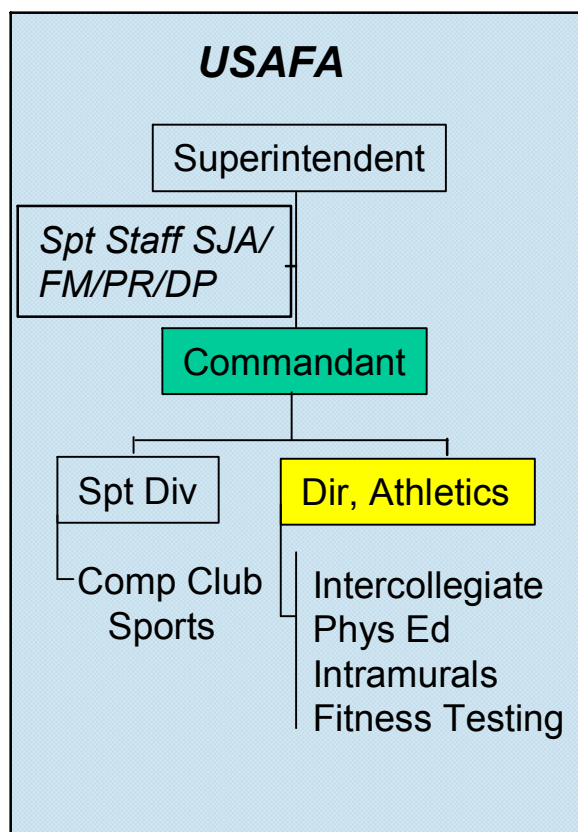 USAFA
Superintendent
Spt Staff SJA/
FM/PR/DP
Commandant
Spt Div
Dir, Athletics
Comp Club
Sports
Intercollegiate
Phys Ed
Intramurals
Fitness Testing